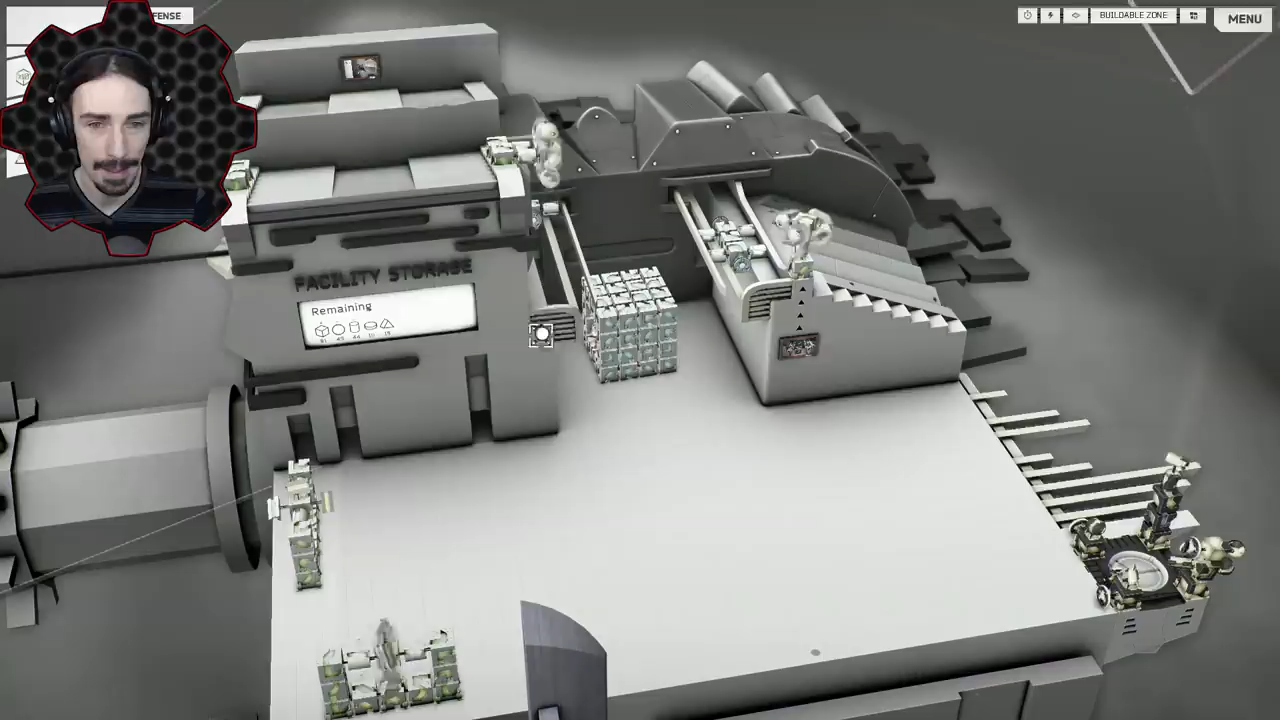 FENSE
BUILDABLE ZONE
MENU
FACILITY STORAGE
Remaining